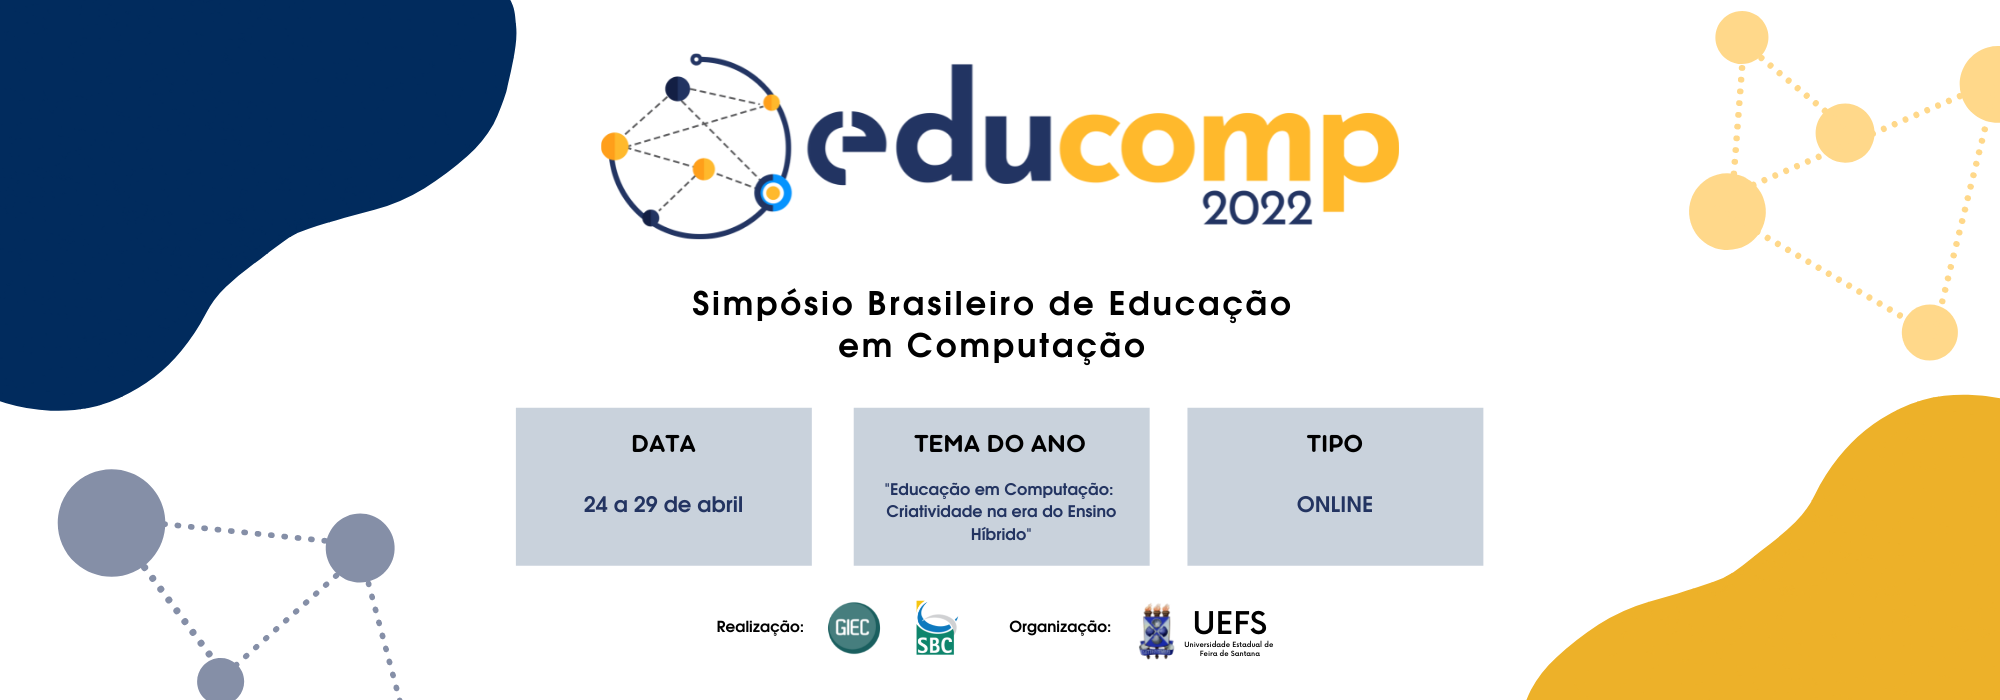 educomp
2022
Simpósio Brasileiro de Educação
em Computação
DATA
24 a 29 de abril
TEMA DO ANO
"Educação em Computação:
Criatividade na era do Ensino
Híbrido"
TIPO
ONLINE
Realização:
GIEC
SBC
Organização:
UEFS
Universidade Estadual de
Feira de Santana